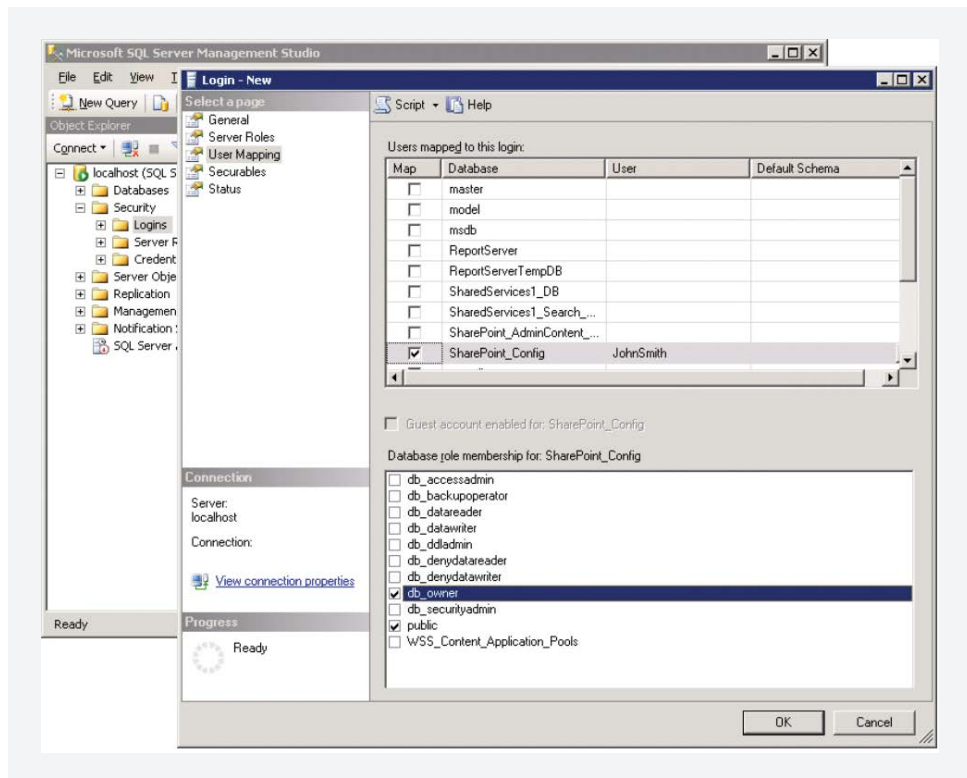 Microsoft SQL Server Management Studio
File Edit View
New Query
Object Explorer
Connect
localhost (SQL S
Databases
Security
Logins
Server R
Credent
Server Obje
Replication
Managemen
Notification
SQL Server
Ready
Login - New
Select a page
General
Server Roles
User Mapping
Securables
Status
Connection
Server:
localhost
Connection:
View connection properties
Progress
Ready
Script Help
Users mapped to this login:
Map Database User Default Schema
master
model
msdb
ReportServer
ReportServerTempDB
SharedServices1_DB
SharedServices1_Search_...
SharePoint_AdminContent_...
SharePoint_Config JohnSmith
Guest account enabled for: SharePoint_Config
Database role membership for: SharePoint_Config
db_accessadmin
db_backupoperator
db_datareader
db_datawriter
db_ddladmin
db_denydatareader
db_denydatawriter
db_owner
db_securityadmin
public
WSS_Content_Application_Pools
OK Cancel